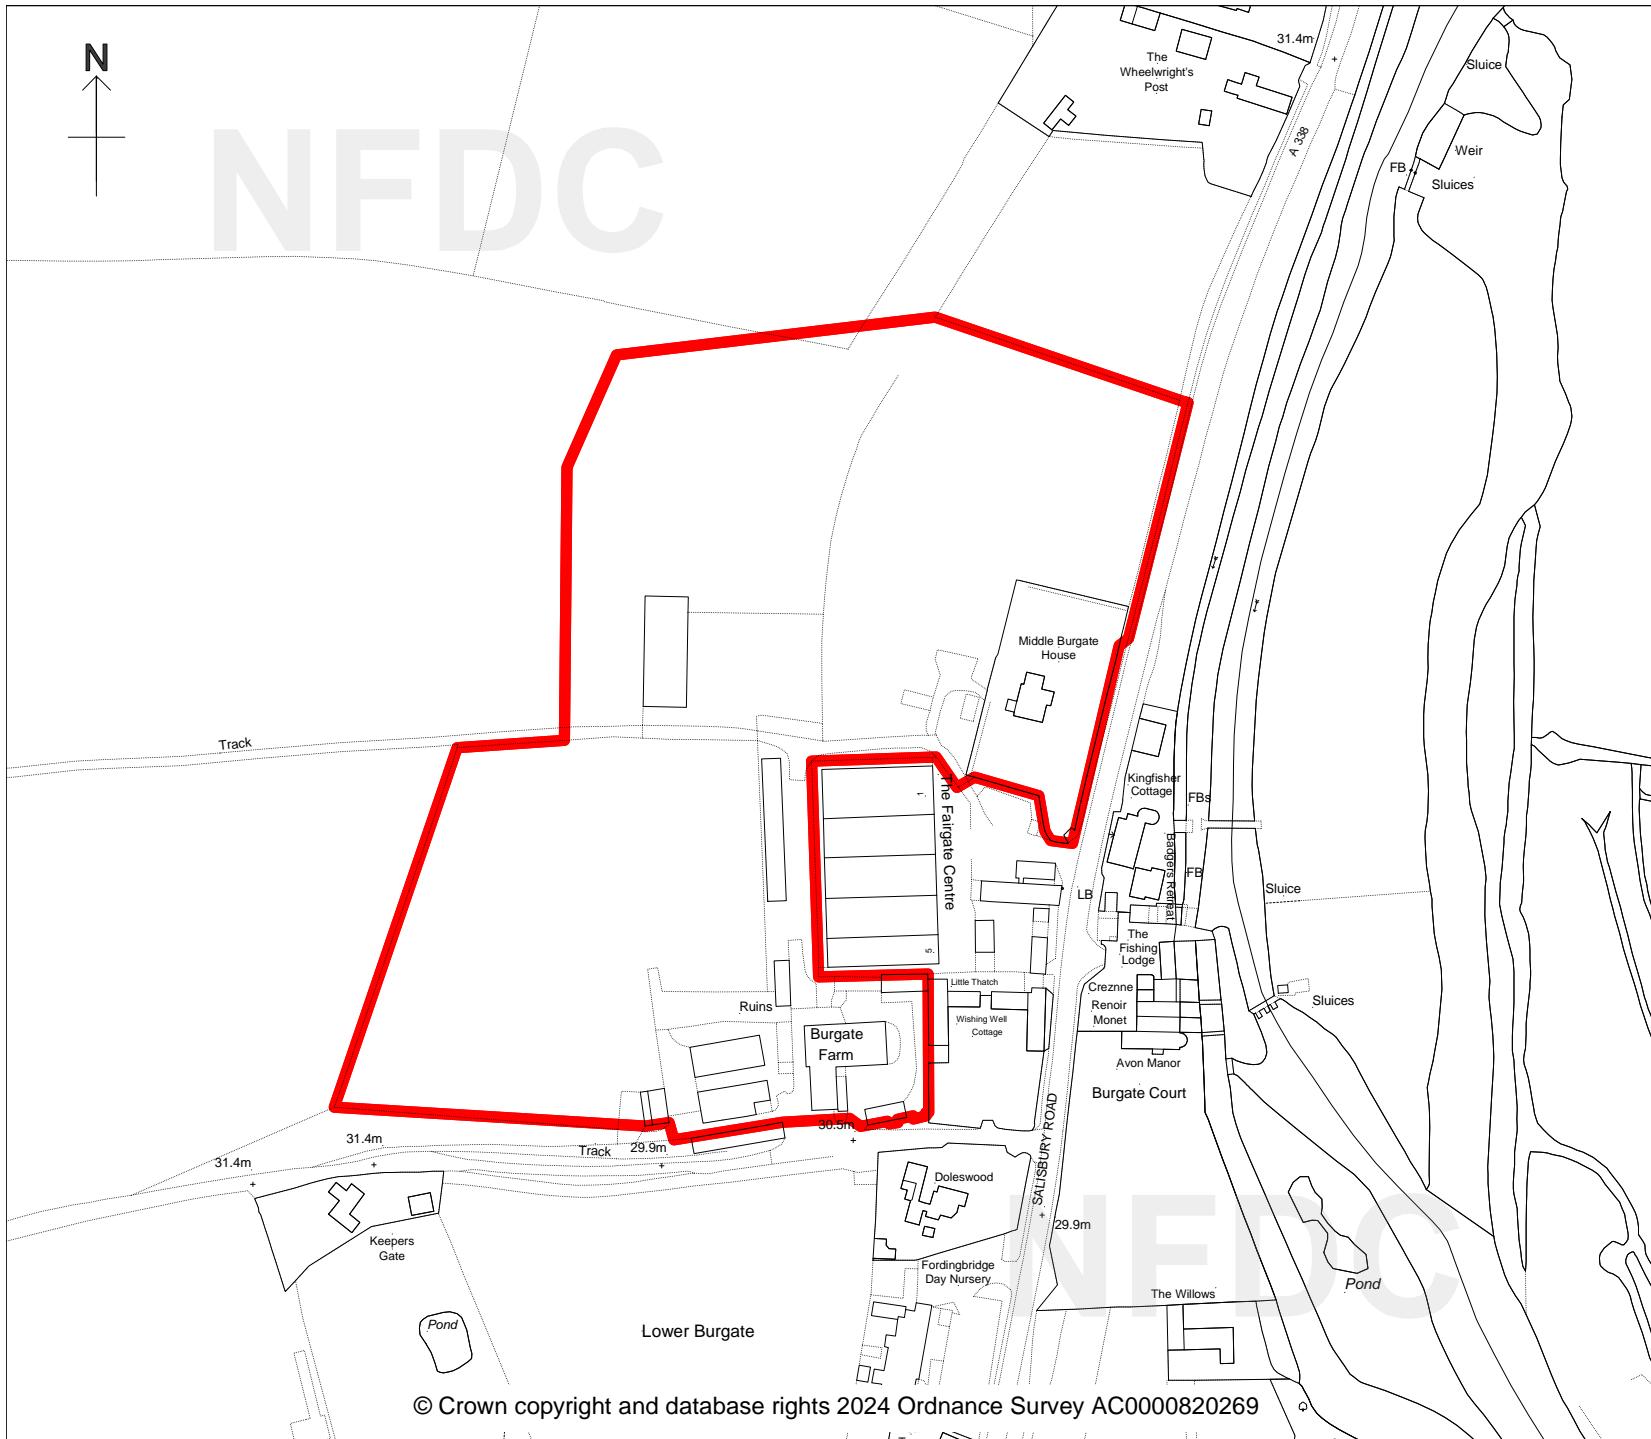 N
31.4m
The
Wheelwright's
Post
Sluice
A 338
Weir
FB
Sluices
NFDC
Middle Burgate
House
Track
Kingfisher
Cottage
FBs
1
The Fairgate Centre
Badgers Retreat
FB
LB
Sluice
The
Fishing
Lodge
5
Little Thatch
Creznne
Renoir
Monet
Sluices
Ruins
Wishing Well
Cottage
Burgate
Farm
Avon Manor
Burgate Court
SALISBURY ROAD
30.5m
31.4m
29.9m
Track
31.4m
Doleswood
29.9m
Keepers
Gate
Fordingbridge
Day Nursery
NFDC
Pond
The Willows
Pond
Lower Burgate
© Crown copyright and database rights 2024 Ordnance Survey AC0000820269